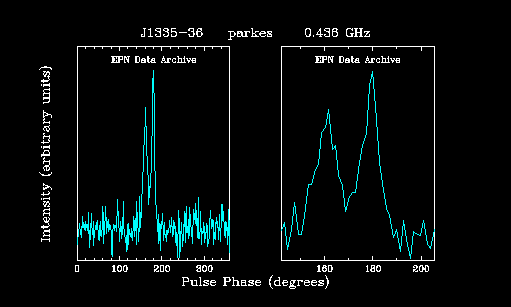 J1335-36 parkes 0.436 GHz
EPN Data Archive EPN Data Archive
Intensity (arbitrary units)
0 100 200 300 160 180 200
Pulse Phase (degrees)